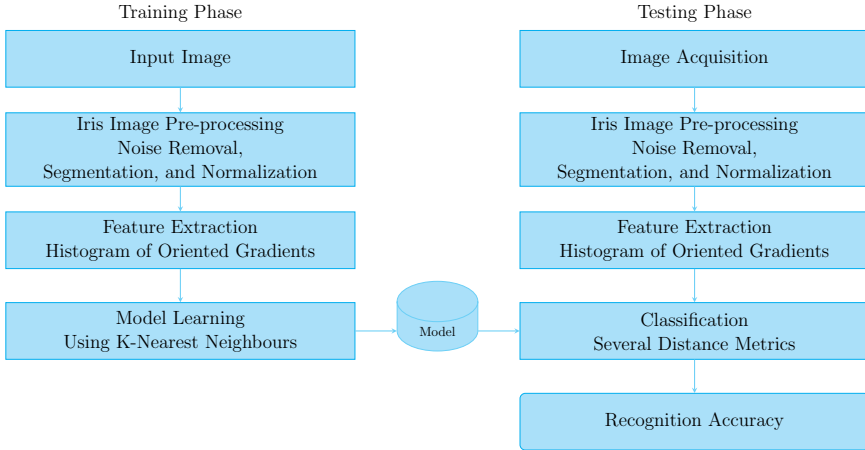 Training Phase
Input Image
Iris Image Pre-processing
Noise Removal,
Segmentation, and Normalization
Feature Extraction
Histogram of Oriented Gradients
Model Learning
Using K-Nearest Neighbours
Model
Testing Phase
Image Acquisition
Iris Image Pre-processing
Noise Removal,
Segmentation, and Normalization
Feature Extraction
Histogram of Oriented Gradients
Classification
Several Distance Metrics
Recognition Accuracy